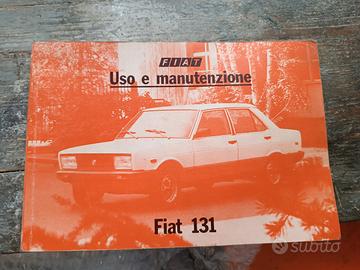 FIAT
Uso e manutenzione
Fiat 131
subito